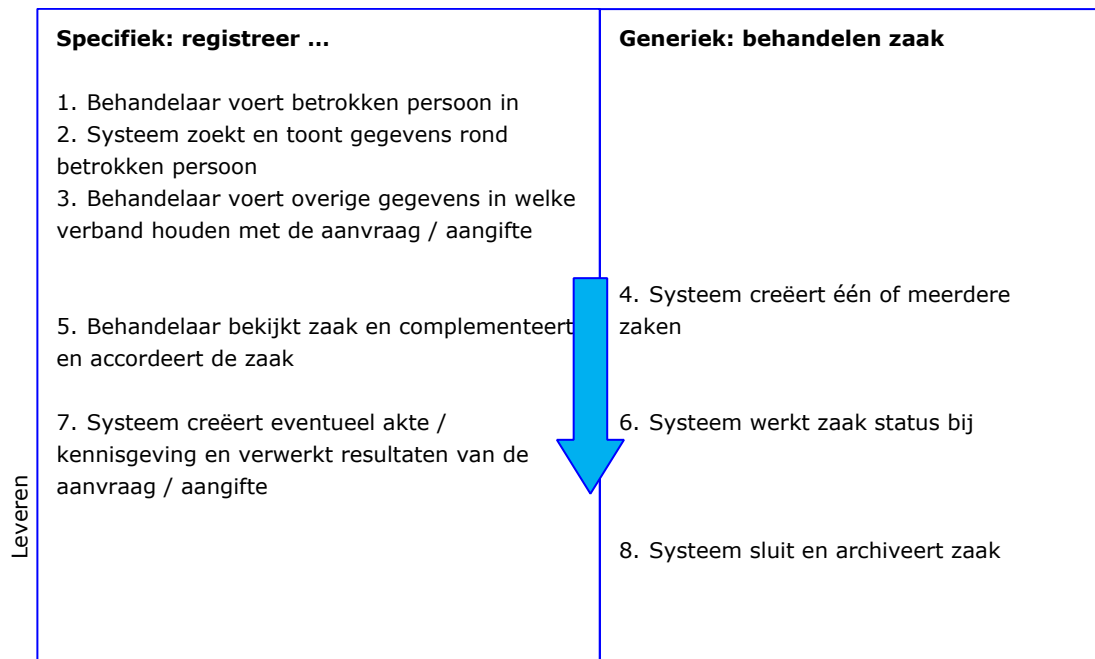 Specifiek: registreer ...
1. Behandelaar voert betrokken persoon in
2. Systeem zoekt en toont gegevens rond
betrokken persoon
3. Behandelaar voert overige gegevens in welke
verband houden met de aanvraag / aangifte
5. Behandelaar bekijkt zaak en complementeert
en accordeert de zaak
7. Systeem creëert eventueel akte /
kennisgeving en verwerkt resultaten van de
aanvraag / aangifte
Generiek: behandelen zaak
4. Systeem creëert één of meerdere
zaken
6. Systeem werkt zaak status bij
8. Systeem sluit en archiveert zaak
Leveren